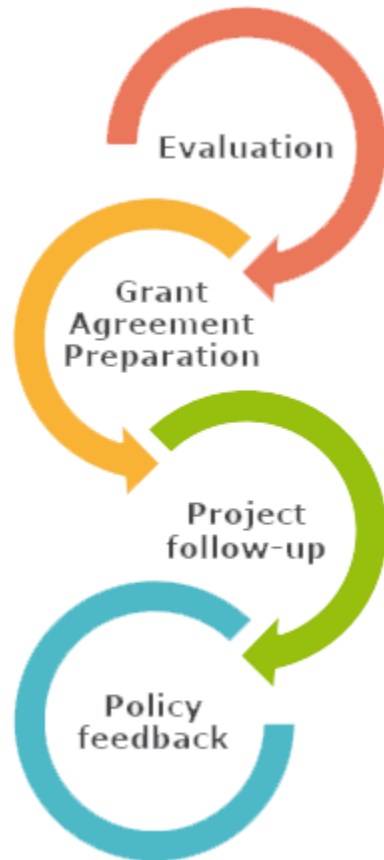 Evaluation
Grant
Agreement
Preparation
Project
follow-up
Policy
feedback